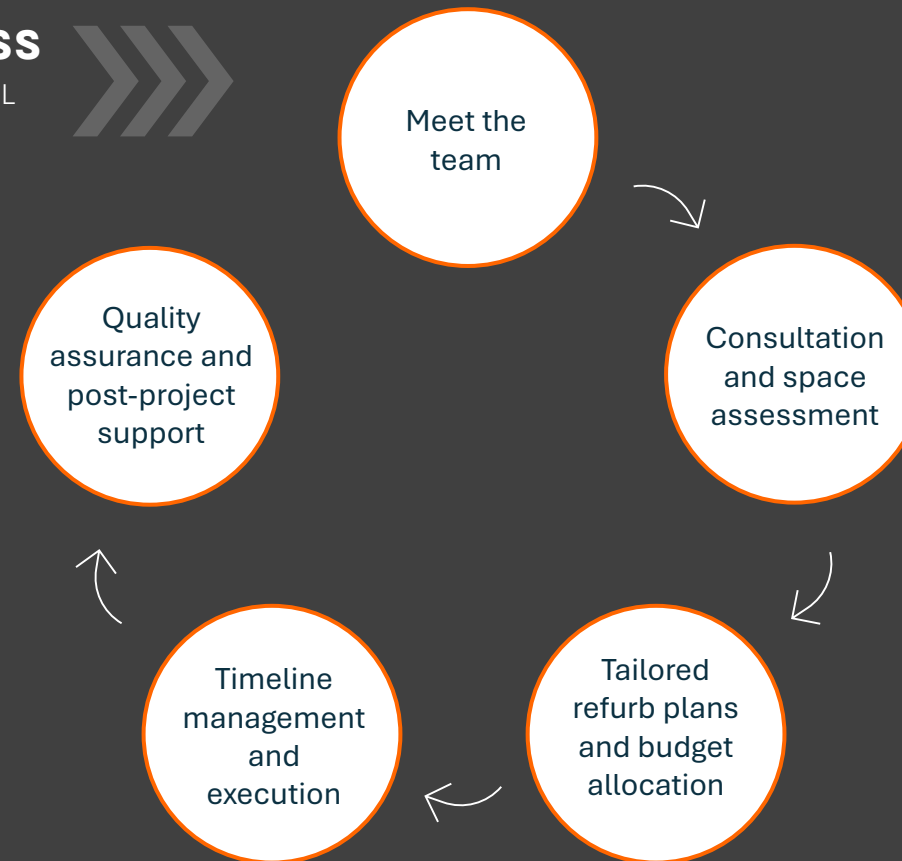 ss
L
Meet the
team
Consultation
and space
assessment
Tailored
refurb plans
and budget
allocation
Timeline
management
and
execution
Quality
assurance and
post-project
support